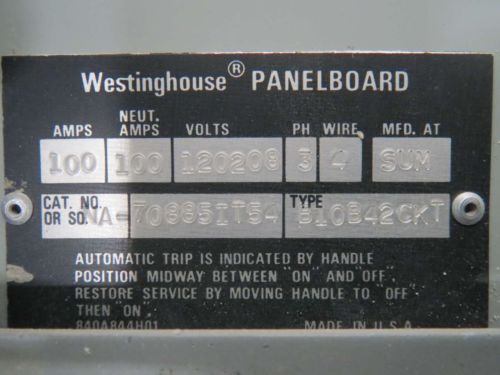 Westinghouse® PANELBOARD
AMPS NEUT. AMPS VOLTS PH WIRE MFD. AT
100 100 120208 3 4 SUM
CAT. NO. OR SO. NA-70665IT54 TYPE B10B42CKT
AUTOMATIC TRIP IS INDICATED BY HANDLE
POSITION MIDWAY BETWEEN "ON" AND "OFF".
RESTORE SERVICE BY MOVING HANDLE TO "OFF"
THEN "ON".
840A844H01 MADE IN U.S.A.